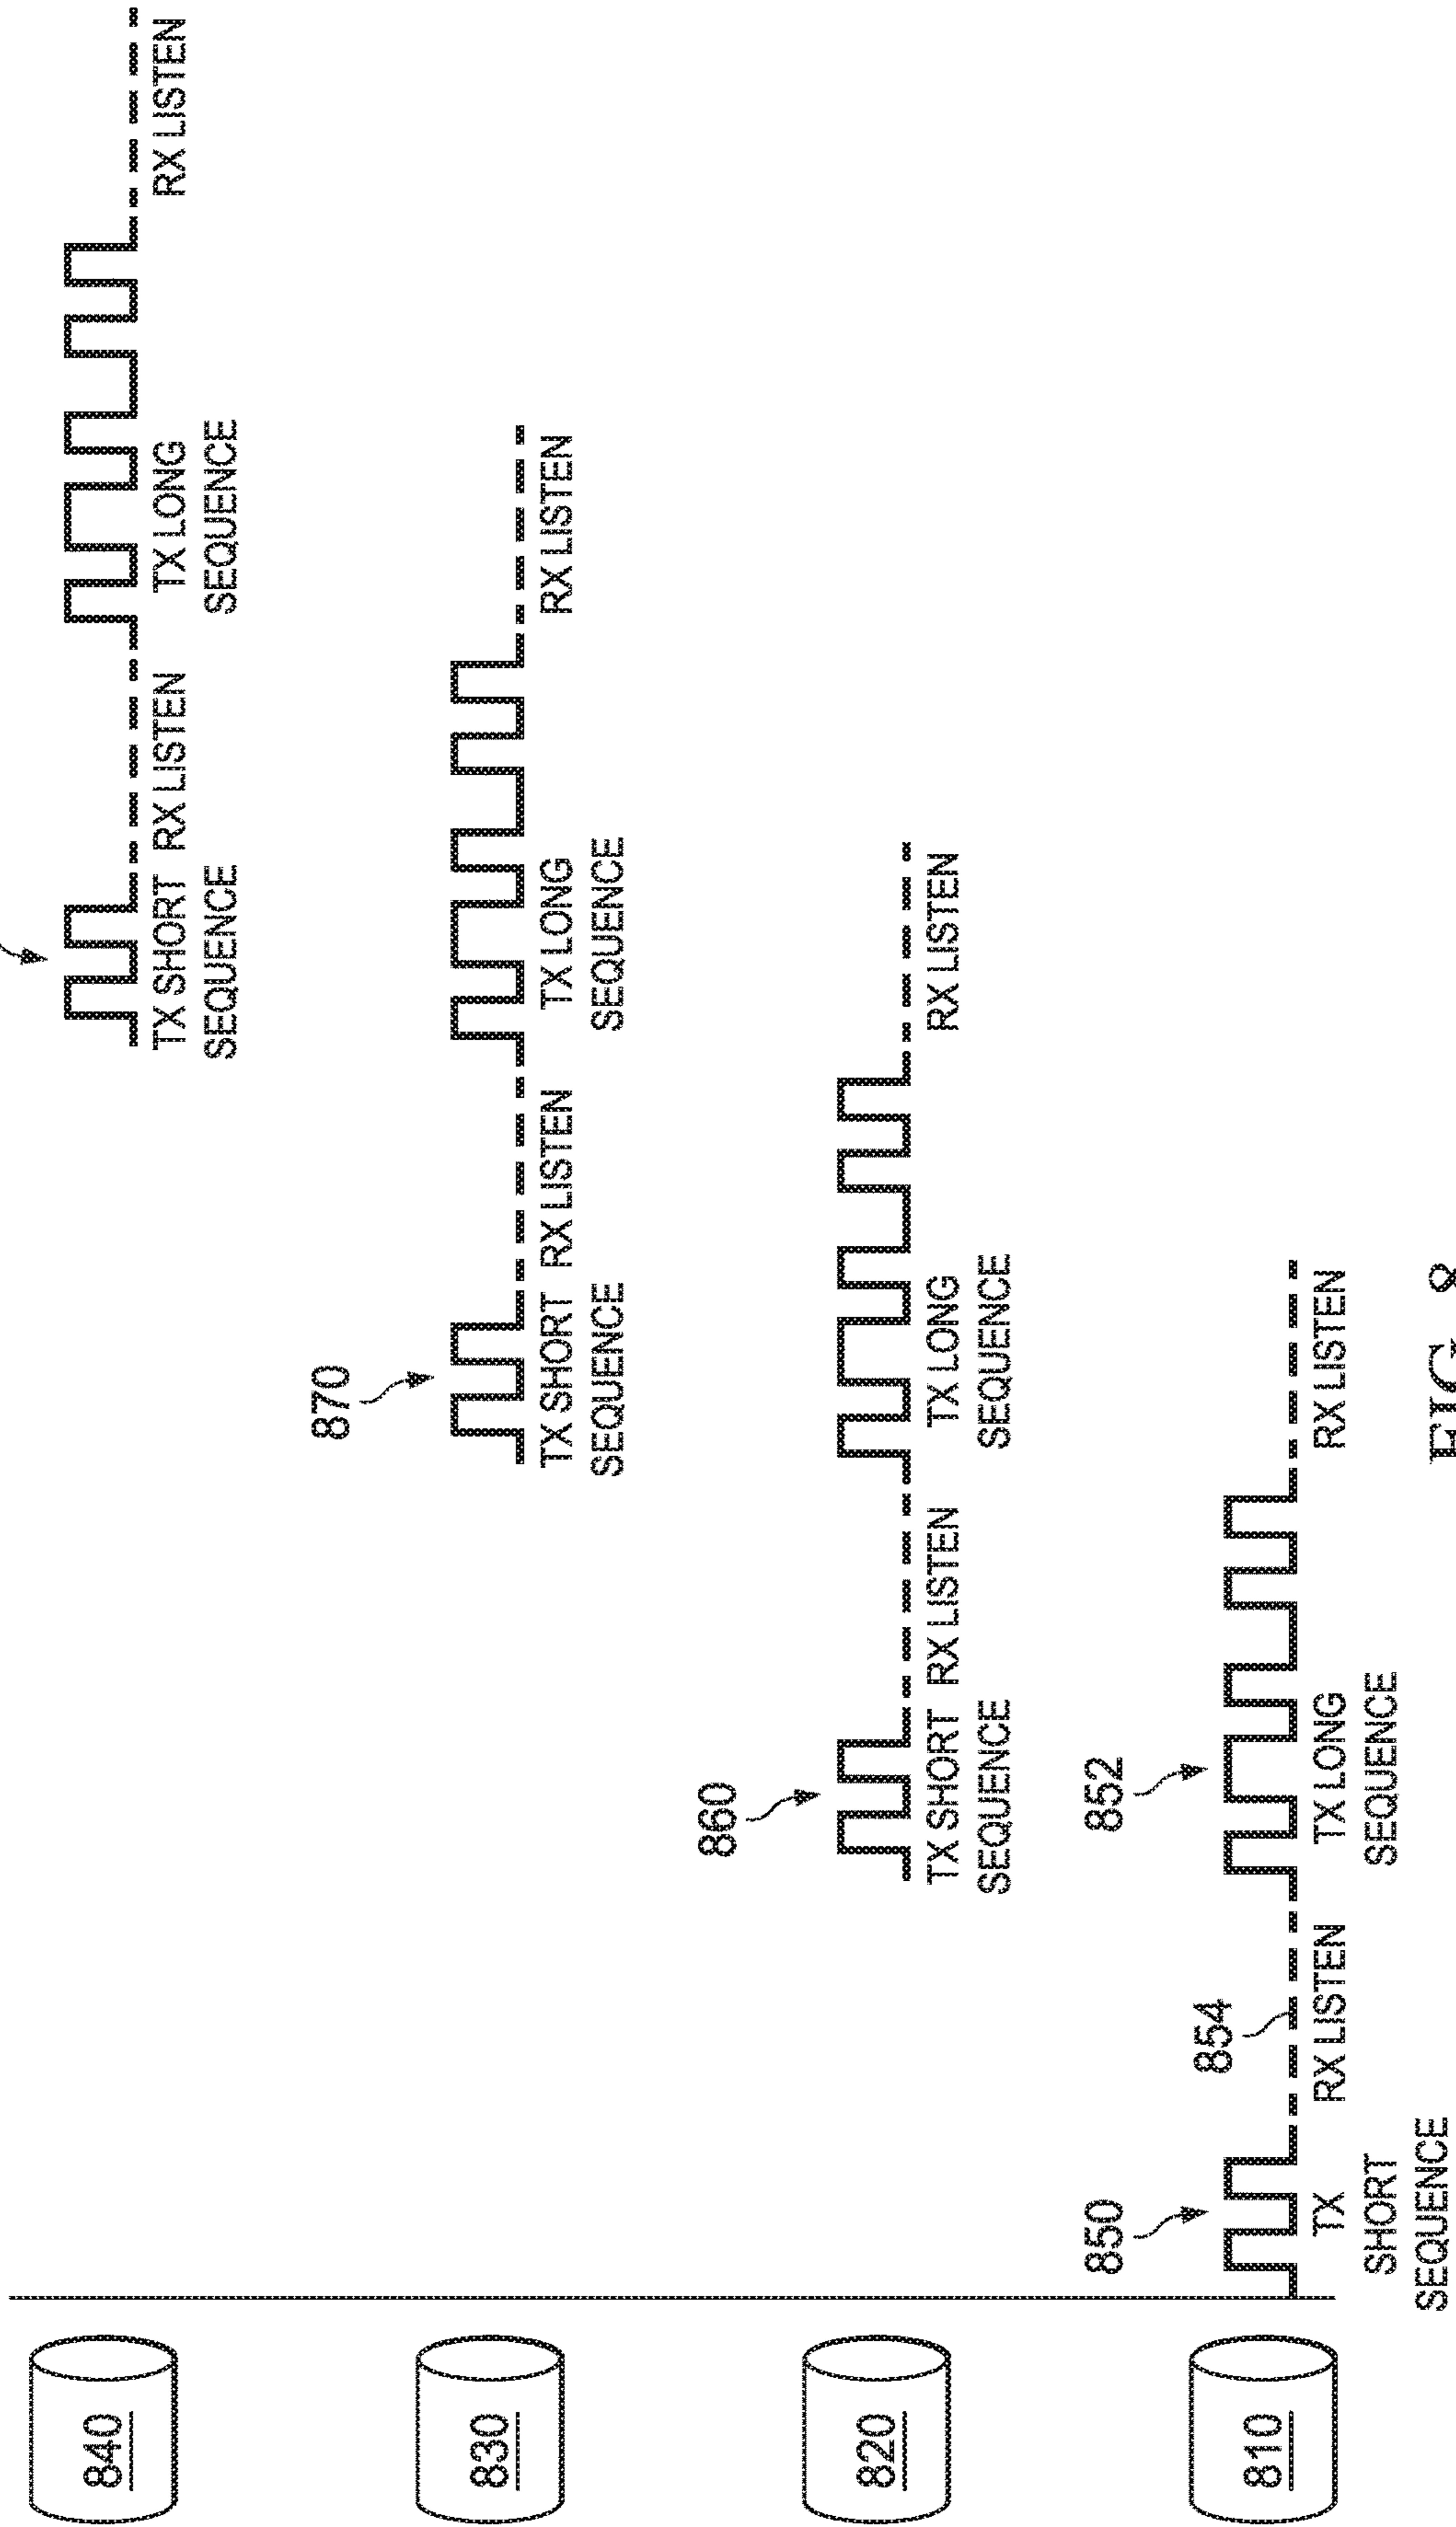 840
TX SHORT
SEQUENCE
RX LISTEN
TX LONG
SEQUENCE
RX LISTEN
830
870
TX SHORT
SEQUENCE
RX LISTEN
TX LONG
SEQUENCE
RX LISTEN
820
860
TX SHORT
SEQUENCE
RX LISTEN
TX LONG
SEQUENCE
RX LISTEN
810
850
TX
SHORT
SEQUENCE
854
RX LISTEN
852
TX LONG
SEQUENCE
RX LISTEN
FIG. 8